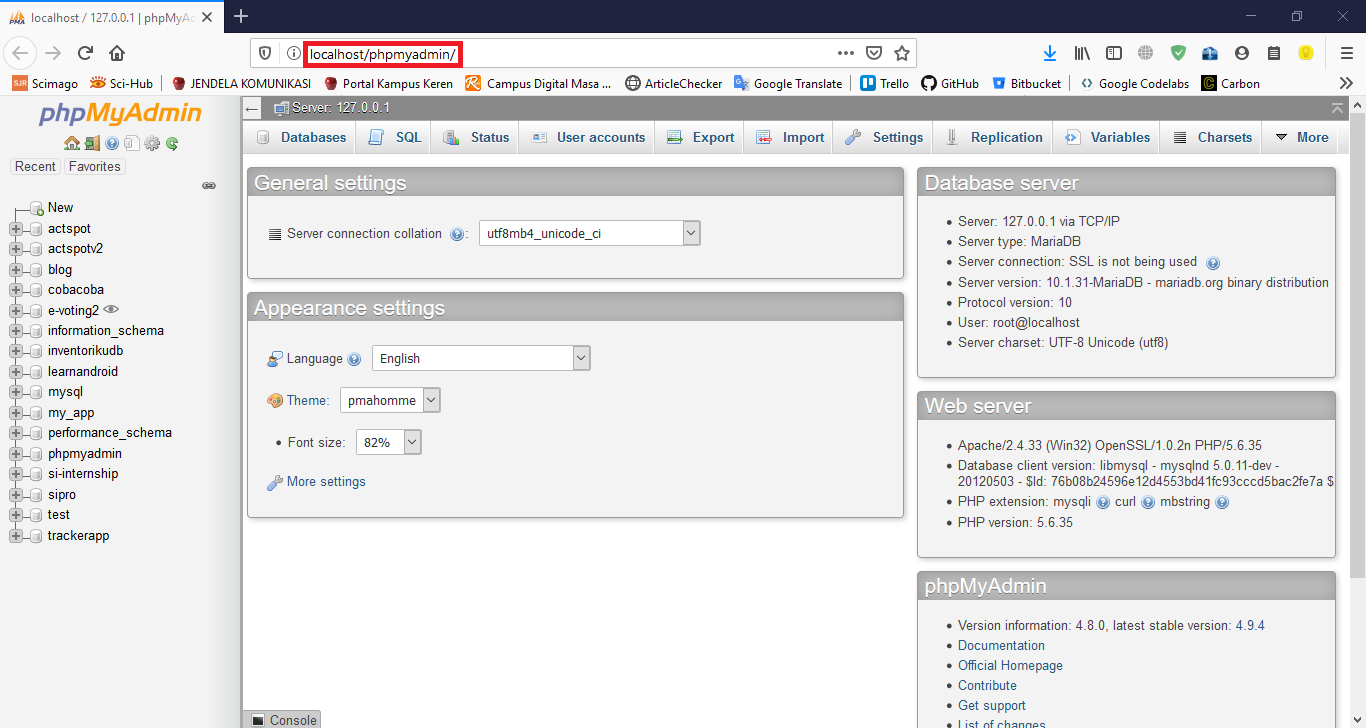 localhost / 127.0.0.1 | phpMyAd
localhost/phpmyadmin/
Scimago Sci-Hub JENDELA KOMUNIKASI Portal Kampus Keren Campus Digital Masa ... ArticleChecker Google Translate Trello GitHub Bitbucket Google Codelabs Carbon
phpMyAdmin
Recent Favorites
New
actspot
actspotv2
blog
cobacoba
e-voting2
information_schema
inventorikudb
learnandroid
mysql
my_app
performance_schema
phpmyadmin
si-internship
sipro
test
trackerapp
Server: 127.0.0.1
Databases SQL Status User accounts Export Import Settings Replication Variables Charsets More
General settings
Server connection collation : utf8mb4_unicode_ci
Appearance settings
Language English
Theme: pmahomme
Font size: 82%
More settings
Database server
Server: 127.0.0.1 via TCP/IP
Server type: MariaDB
Server connection: SSL is not being used
Server version: 10.1.31-MariaDB - mariadb.org binary distribution
Protocol version: 10
User: root@localhost
Server charset: UTF-8 Unicode (utf8)
Web server
Apache/2.4.33 (Win32) OpenSSL/1.0.2n PHP/5.6.35
Database client version: libmysql - mysqlnd 5.0.11-dev -
20120503 - $Id: 76b08b24596e12d4553bd41fc93cccd5bac2fe7a $
PHP extension: mysqli curl mbstring
PHP version: 5.6.35
phpMyAdmin
Version information: 4.8.0, latest stable version: 4.9.4
Documentation
Official Homepage
Contribute
Get support
List of changes
Console